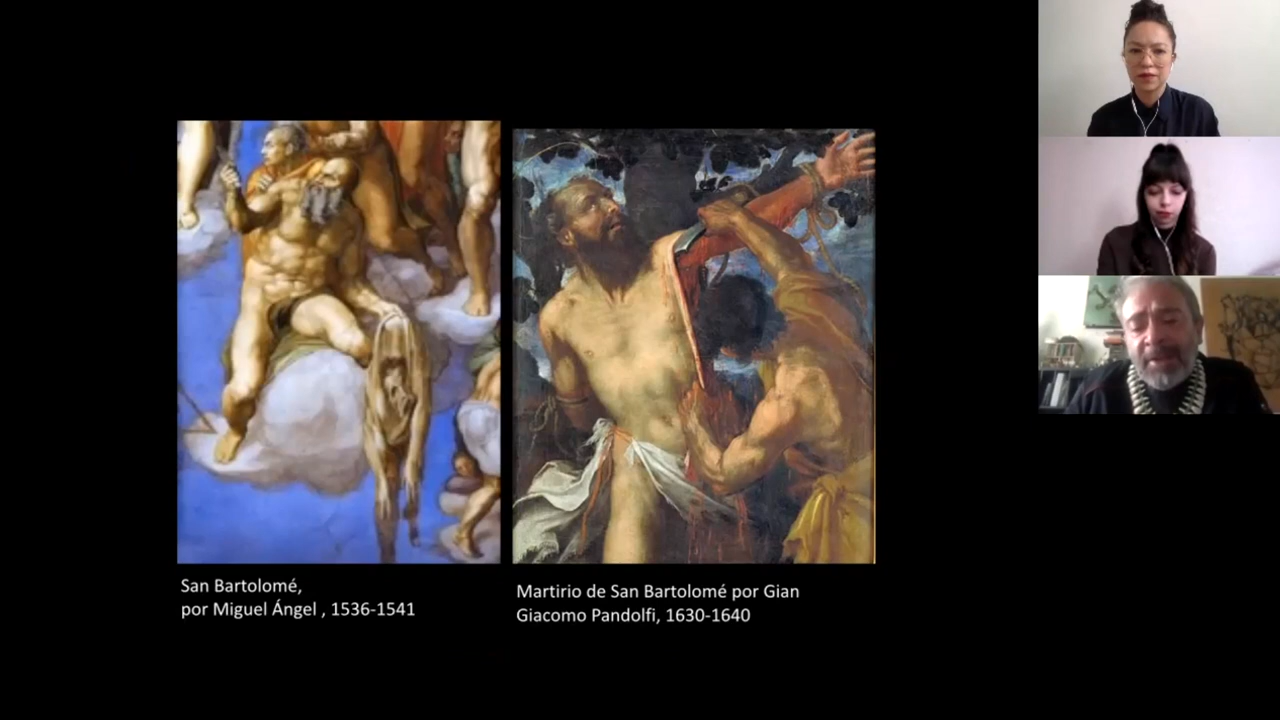 San Bartolomé,
por Miguel Ángel , 1536-1541
Martirio de San Bartolomé por Gian
Giacomo Pandolfi, 1630-1640